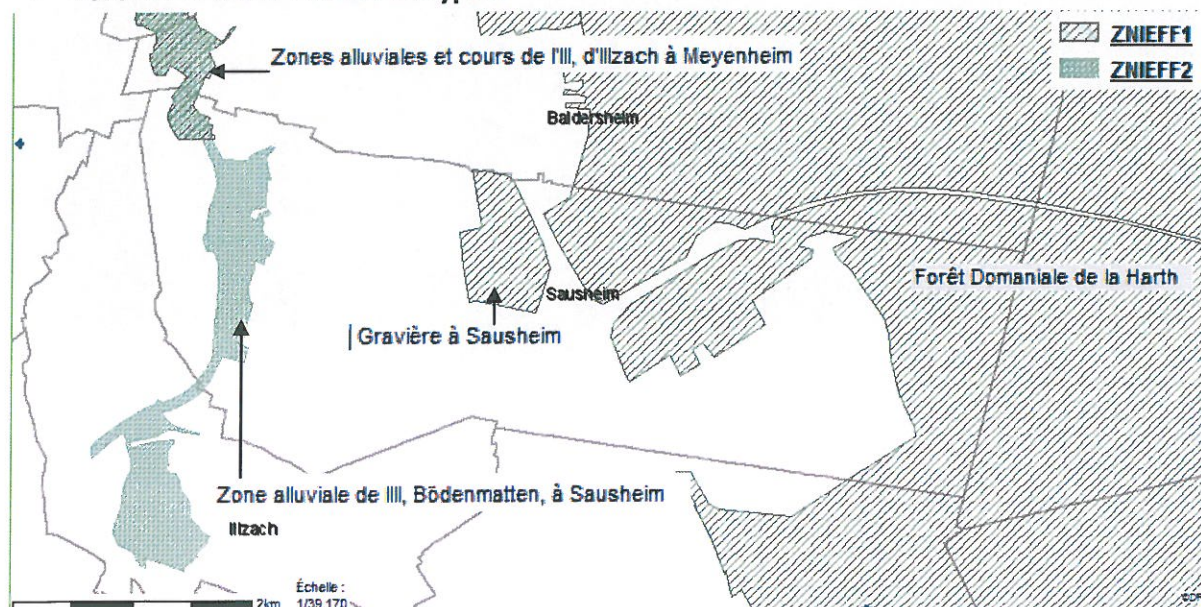 Zones alluviales et cours de l'Ill, d'Illzach à Meyenheim
ZNIEFF1
ZNIEFF2
Baldersheim
Forêt Domaniale de la Harth
Sausheim
Gravière à Sausheim
Zone alluviale de lIll, Bödenmatten, à Sausheim
Illzach
Échelle :
2km 1/39 170